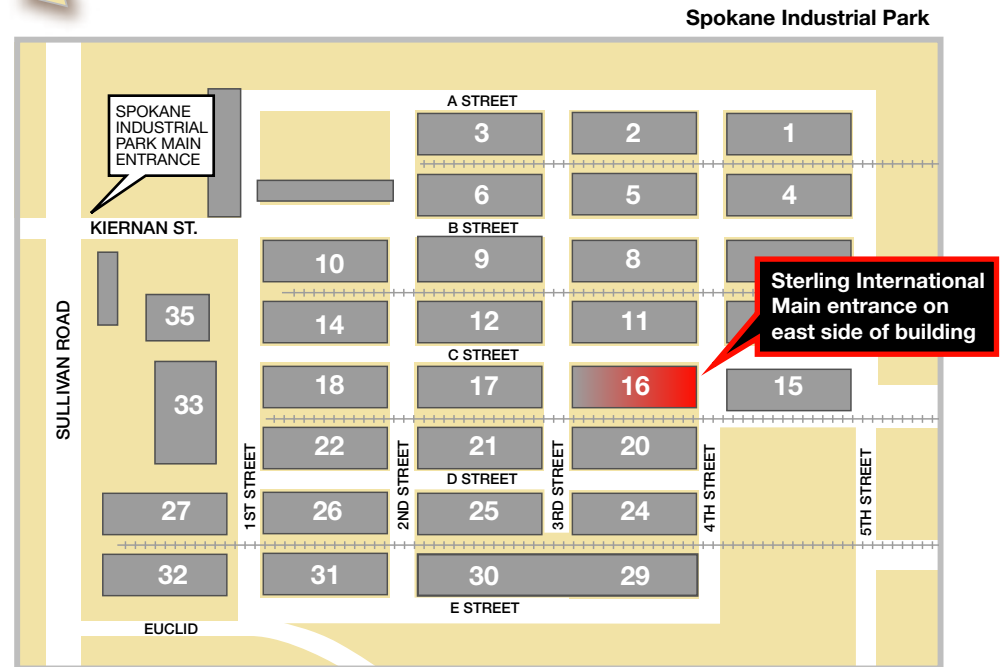 Spokane Industrial Park
A STREET
SPOKANE
INDUSTRIAL
PARK MAIN
ENTRANCE
3
2
1
6
5
4
KIERNAN ST.
B STREET
10
9
8
Sterling International
Main entrance on
east side of building
35
14
12
11
SULLIVAN ROAD
C STREET
18
17
16
15
33
22
21
20
1ST STREET
2ND STREET
D STREET
3RD STREET
4TH STREET
5TH STREET
27
26
25
24
32
31
30
29
E STREET
EUCLID